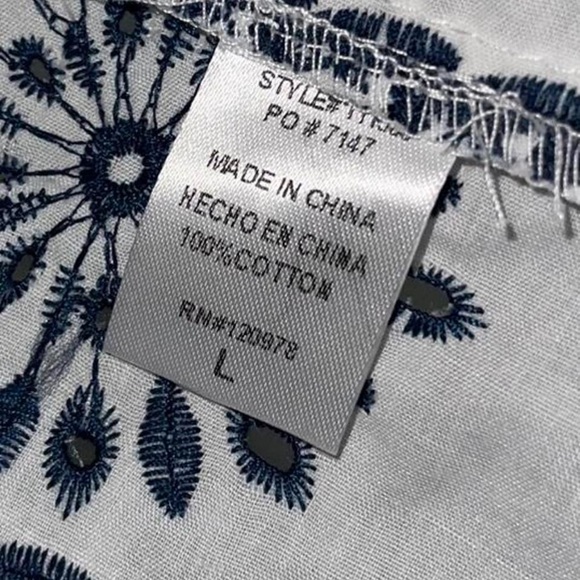 PO # 7147
MADE IN CHINA
HECHO EN CHINA
100% COTTON
RN#120978
L